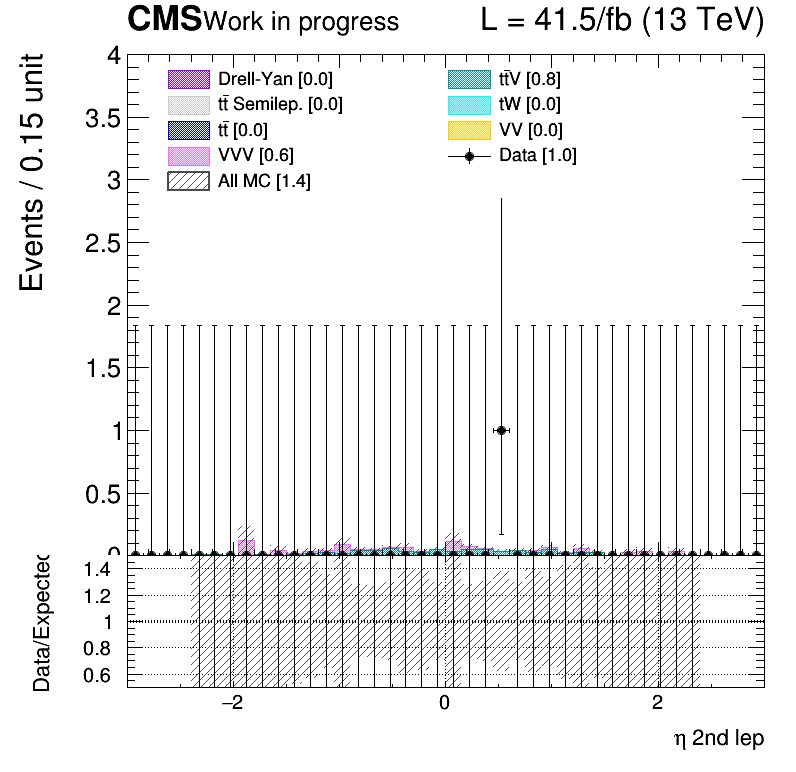 CMS Work in progress L = 41.5/fb (13 TeV)
Events / 0.15 unit
4
3.5
3
2.5
2
1.5
1
0.5
0
Drell-Yan [0.0]
tt̄ Semilep. [0.0]
tt̄ [0.0]
VVV [0.6]
All MC [1.4]
tt̄V [0.8]
tW [0.0]
VV [0.0]
Data [1.0]
Data/Expected
1.4
1.2
1
0.8
0.6
−2 0 2
η 2nd lep